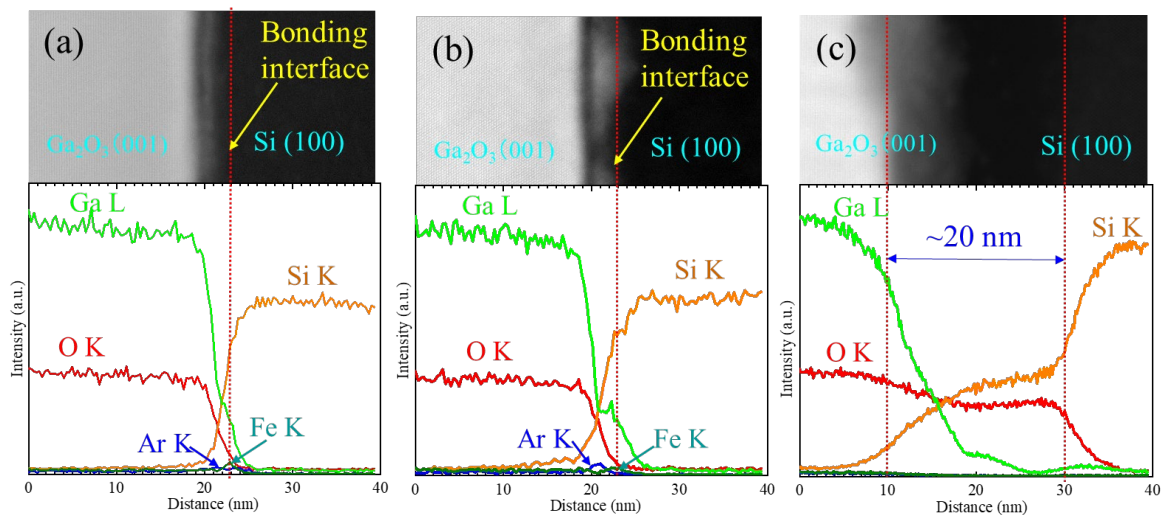 (a)
Bonding
interface
Ga₂O₃(001)
Si (100)
Ga L
Si K
O K
Ar K
Fe K
Intensity (a.u.)
0 10 20 30 40
Distance (nm)
(b)
Bonding
interface
Ga₂O₃(001)
Si (100)
Ga L
Si K
O K
Ar K
Fe K
Intensity (a.u.)
0 10 20 30 40
Distance (nm)
(c)
Ga₂O₃(001)
Si (100)
Ga L
Si K
~20 nm
O K
Intensity (a.u.)
0 10 20 30 40
Distance (nm)